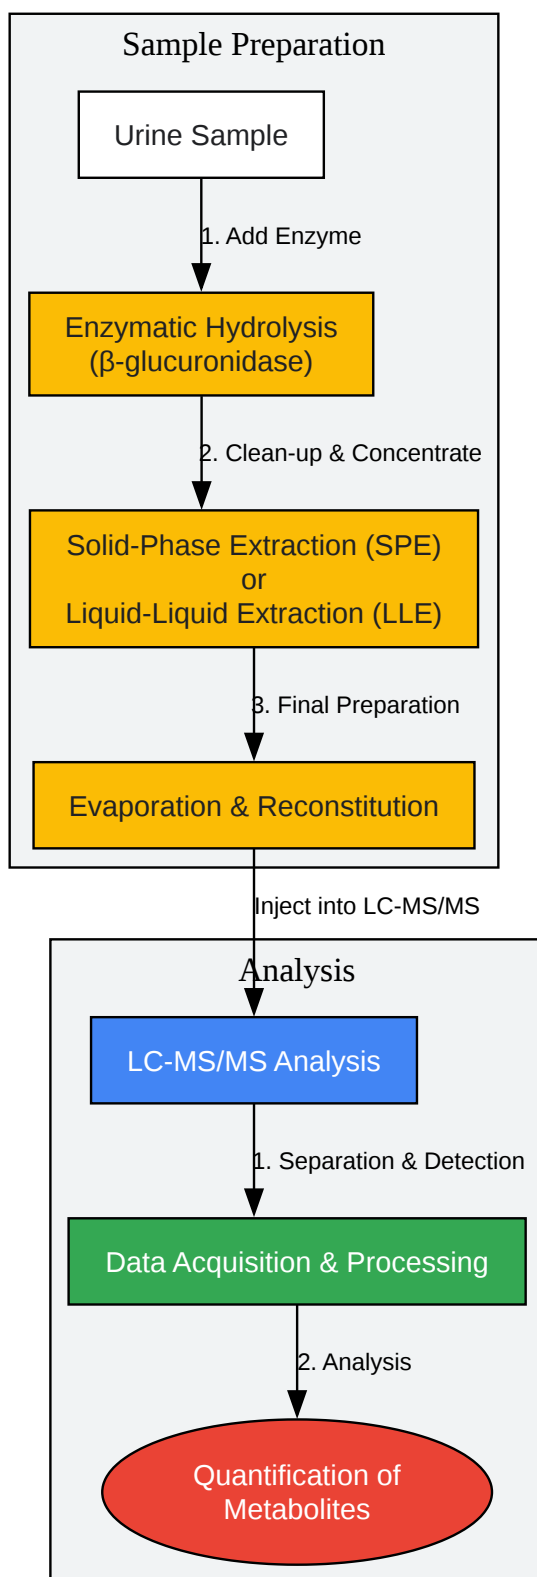 Sample Preparation
Urine Sample
1. Add Enzyme
Enzymatic Hydrolysis
(β-glucuronidase)
2. Clean-up & Concentrate
Solid-Phase Extraction (SPE)
or
Liquid-Liquid Extraction (LLE)
3. Final Preparation
Evaporation & Reconstitution
Inject into LC-MS/MS
Analysis
LC-MS/MS Analysis
1. Separation & Detection
Data Acquisition & Processing
2. Analysis
Quantification of
Metabolites